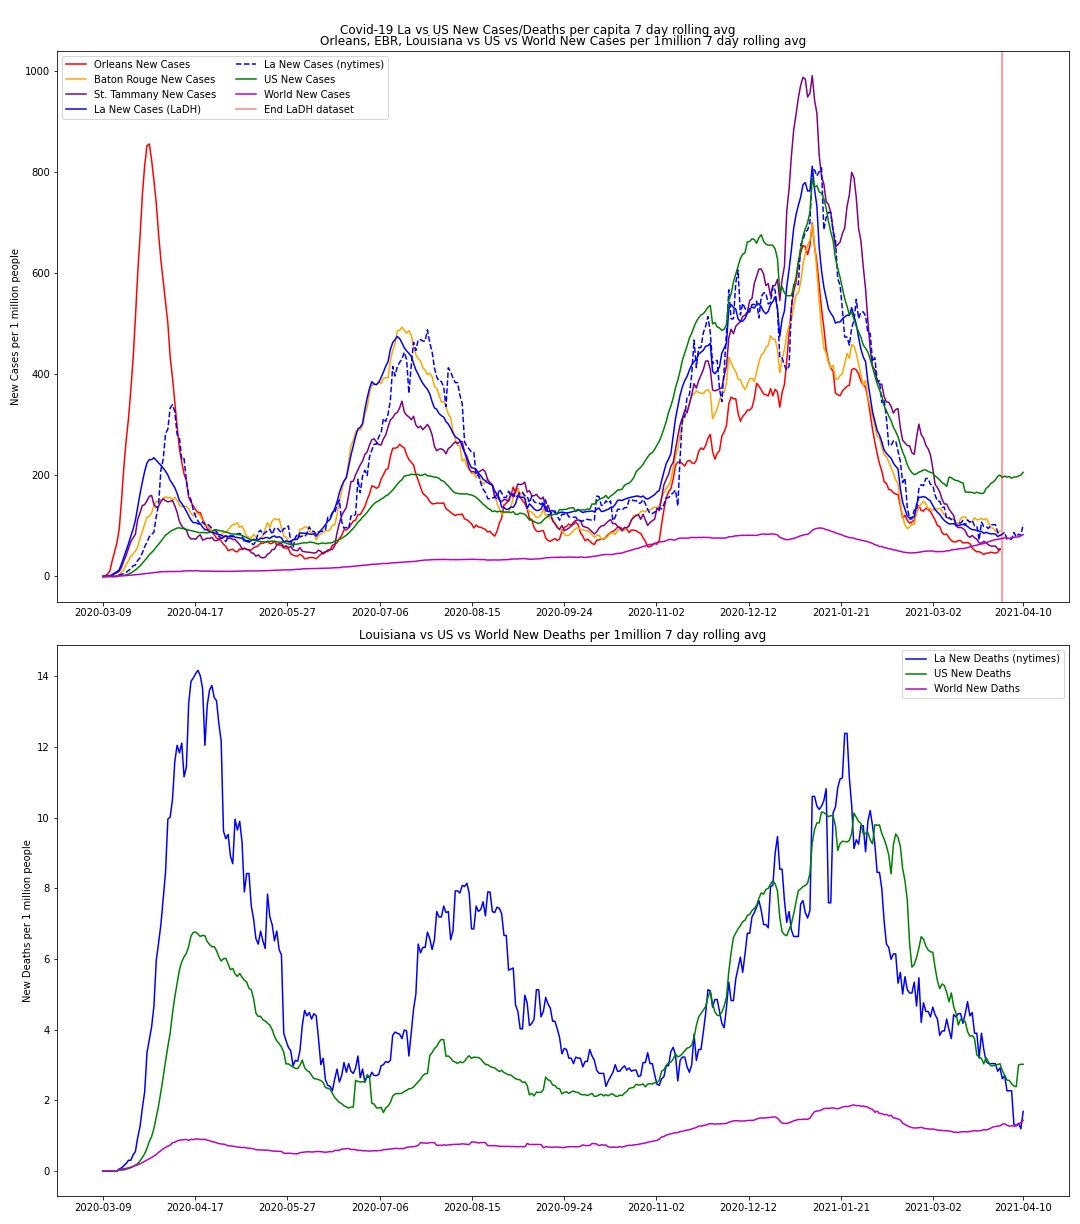 Covid-19 La vs US New Cases/Deaths per capita 7 day rolling avg
Orleans, EBR, Louisiana vs US vs World New Cases per 1million 7 day rolling avg
New Cases per 1 million people
1000
800
600
400
200
0
Orleans New Cases
Baton Rouge New Cases
St. Tammany New Cases
La New Cases (LaDH)
La New Cases (nytimes)
US New Cases
World New Cases
End LaDH dataset
2020-03-09 2020-04-17 2020-05-27 2020-07-06 2020-08-15 2020-09-24 2020-11-02 2020-12-12 2021-01-21 2021-03-02 2021-04-10
Louisiana vs US vs World New Deaths per 1million 7 day rolling avg
New Deaths per 1 million people
14
12
10
8
6
4
2
0
La New Deaths (nytimes)
US New Deaths
World New Daths
2020-03-09 2020-04-17 2020-05-27 2020-07-06 2020-08-15 2020-09-24 2020-11-02 2020-12-12 2021-01-21 2021-03-02 2021-04-10